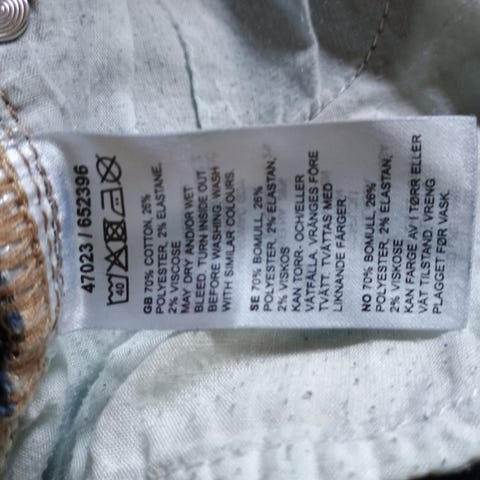 47023 / 652396
40
GB 70% COTTON, 26%
POLYESTER, 2% ELASTANE,
2% VISCOSE
MAY DRY AND/OR WET
BLEED. TURN INSIDE OUT
BEFORE WASHING. WASH
WITH SIMILAR COLOURS.
SE 70% BOMULL, 26%
POLYESTER, 2% ELASTAN,
2% VISKOS
KAN TORR- OCH/ELLER
VÅTFÄLLA. VRÄNGES FÖRE
TVÄTT. TVÄTTAS MED
LIKNANDE FÄRGER.
NO 70% BOMULL, 26%
POLYESTER, 2% ELASTAN,
2% VISKOSE
KAN FARGE AV I TØRR ELLER
VÅT TILSTAND. VRENG
PLAGGET FØR VASK.